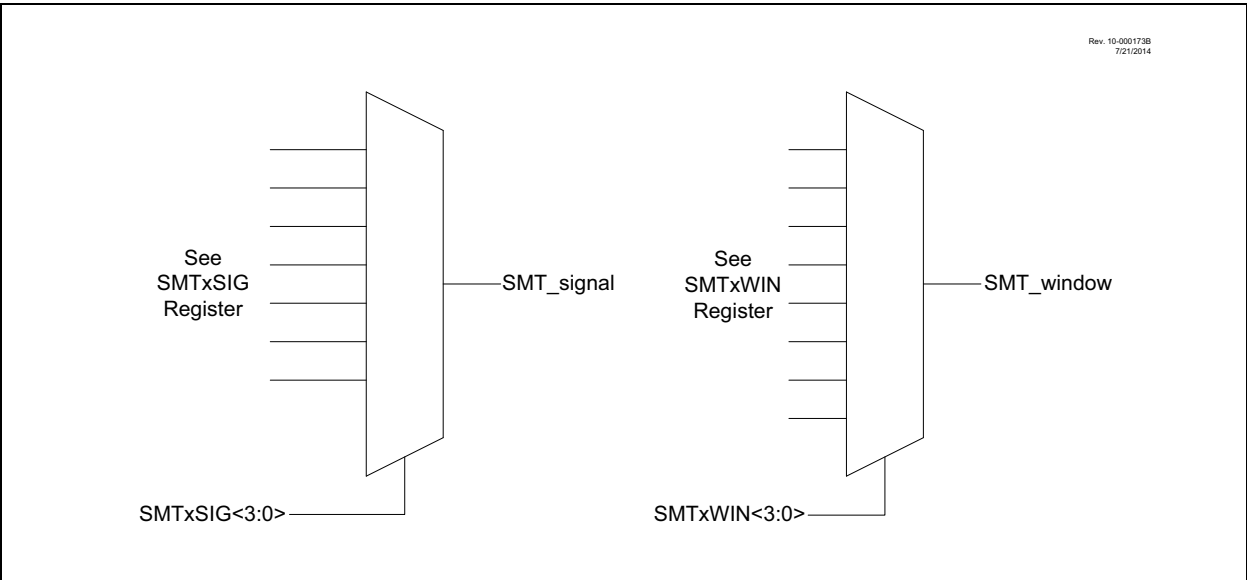 Rev. 10-000173B
7/21/2014
See
SMTxSIG
Register
SMT_signal
SMTxSIG<3:0>
See
SMTxWIN
Register
SMT_window
SMTxWIN<3:0>